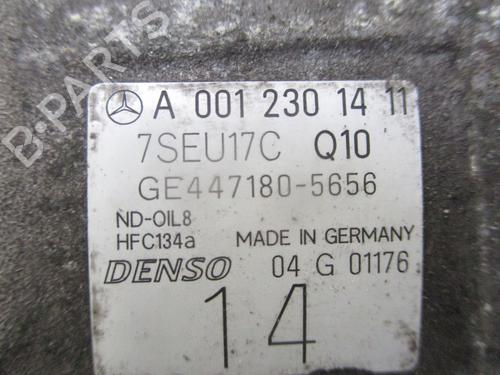 B-PARTS
A 001 230 14 11
7SEU17C Q10
GE447180-5656
ND-OIL8
HFC134a MADE IN GERMANY
DENSO 04 G 01176
14